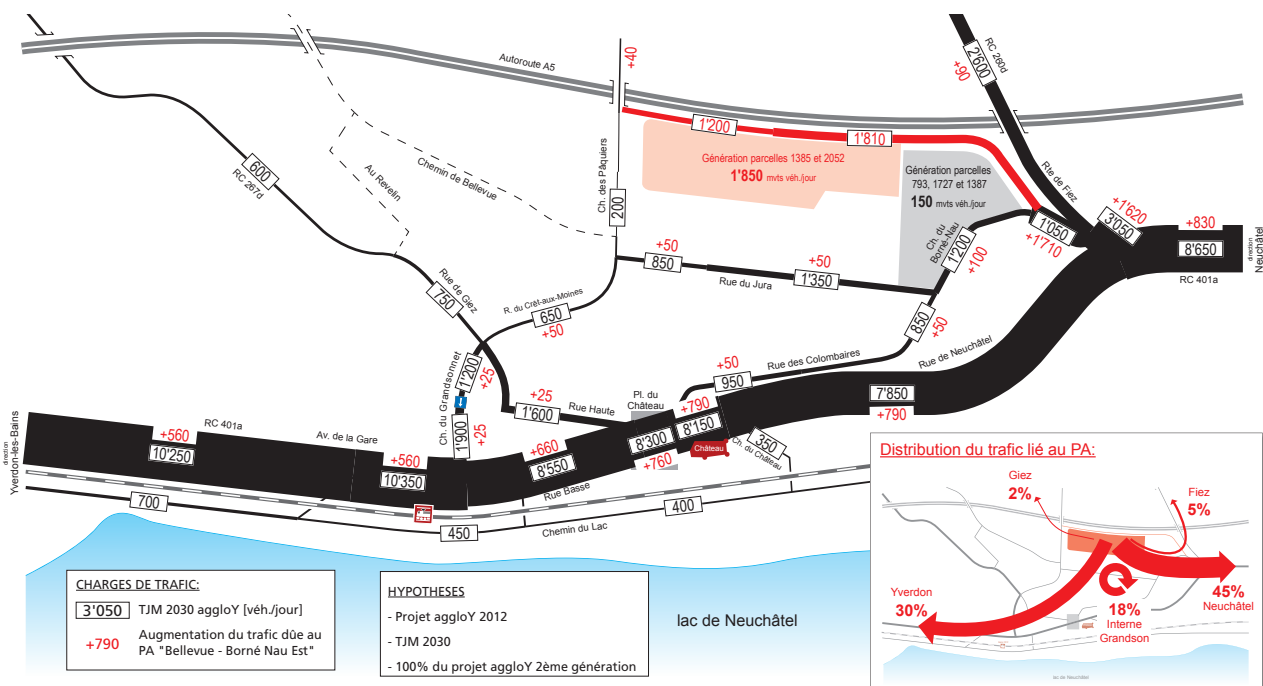 Autoroute A5
+40
RC 260d
2'600
+90
1'200
1'810
Génération parcelles 1385 et 2052
1'850 mvts véh./jour
Génération parcelles
793, 1727 et 1387
150 mvts véh./jour
Rte de Fiez
600
RC 267d
Au Revelin
Chemin de Bellevue
Ch. des Pâquiers
200
Ch. du
Borné-Nau
1'200
+100
1'050
+1'710
+1'620
3'050
+830
8'650
RC 401a
direction
Neuchâtel
+50
850
+50
1'350
Rue du Jura
Rue de Giez
750
R. du Crêt-aux-Moines
650
+50
850
+50
Rue de Neuchâtel
Rue des Colombaires
+50
950
7'850
+790
Ch. du Grandsonnet
1'200
+25
1'900
+25
+25
1'600
Rue Haute
Pl. du
Château
+790
8'150
8'300
+760
Château
350
Ch. du Château
direction
Yverdon-les-Bains
RC 401a
+560
10'250
Av. de la Gare
+560
10'350
+660
8'550
Rue Basse
700
450
Chemin du Lac
400
lac de Neuchâtel
CHARGES DE TRAFIC:
3'050 TJM 2030 aggloY [véh./jour]
+790 Augmentation du trafic dûe au
PA "Bellevue - Borné Nau Est"
HYPOTHESES
- Projet aggloY 2012
- TJM 2030
- 100% du projet aggloY 2ème génération
Distribution du trafic lié au PA:
Giez
2%
Fiez
5%
Yverdon
30%
18%
Interne
Grandson
45%
Neuchâtel
lac de Neuchâtel